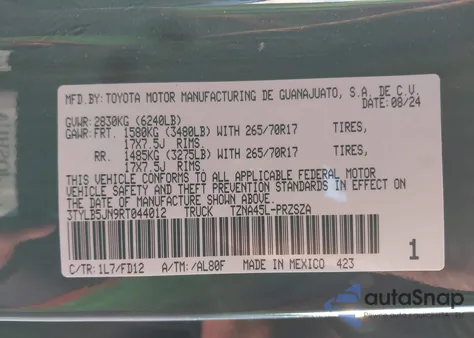 MFD.BY:TOYOTA MOTOR MANUFACTURING DE GUANAJUATO, S.A. DE C.V.
DATE: 08/24
GVWR: 2830KG (6240LB)
GAWR: FRT. 1580KG (3480LB) WITH 265/70R17 TIRES,
17X7.5J RIMS.
RR. 1485KG (3275LB) WITH 265/70R17 TIRES,
17X7.5J RIMS.
THIS VEHICLE CONFORMS TO ALL APPLICABLE FEDERAL MOTOR
VEHICLE SAFETY AND THEFT PREVENTION STANDARDS IN EFFECT ON THE
DATE OF MANUFACTURE SHOWN ABOVE.
3TYLB5JN9RT044012 TRUCK TZNA45L-PRZSZA
C/TR:1L7/FD12 A/TM:/AL80F MADE IN MEXICO 423 1
autoSnap